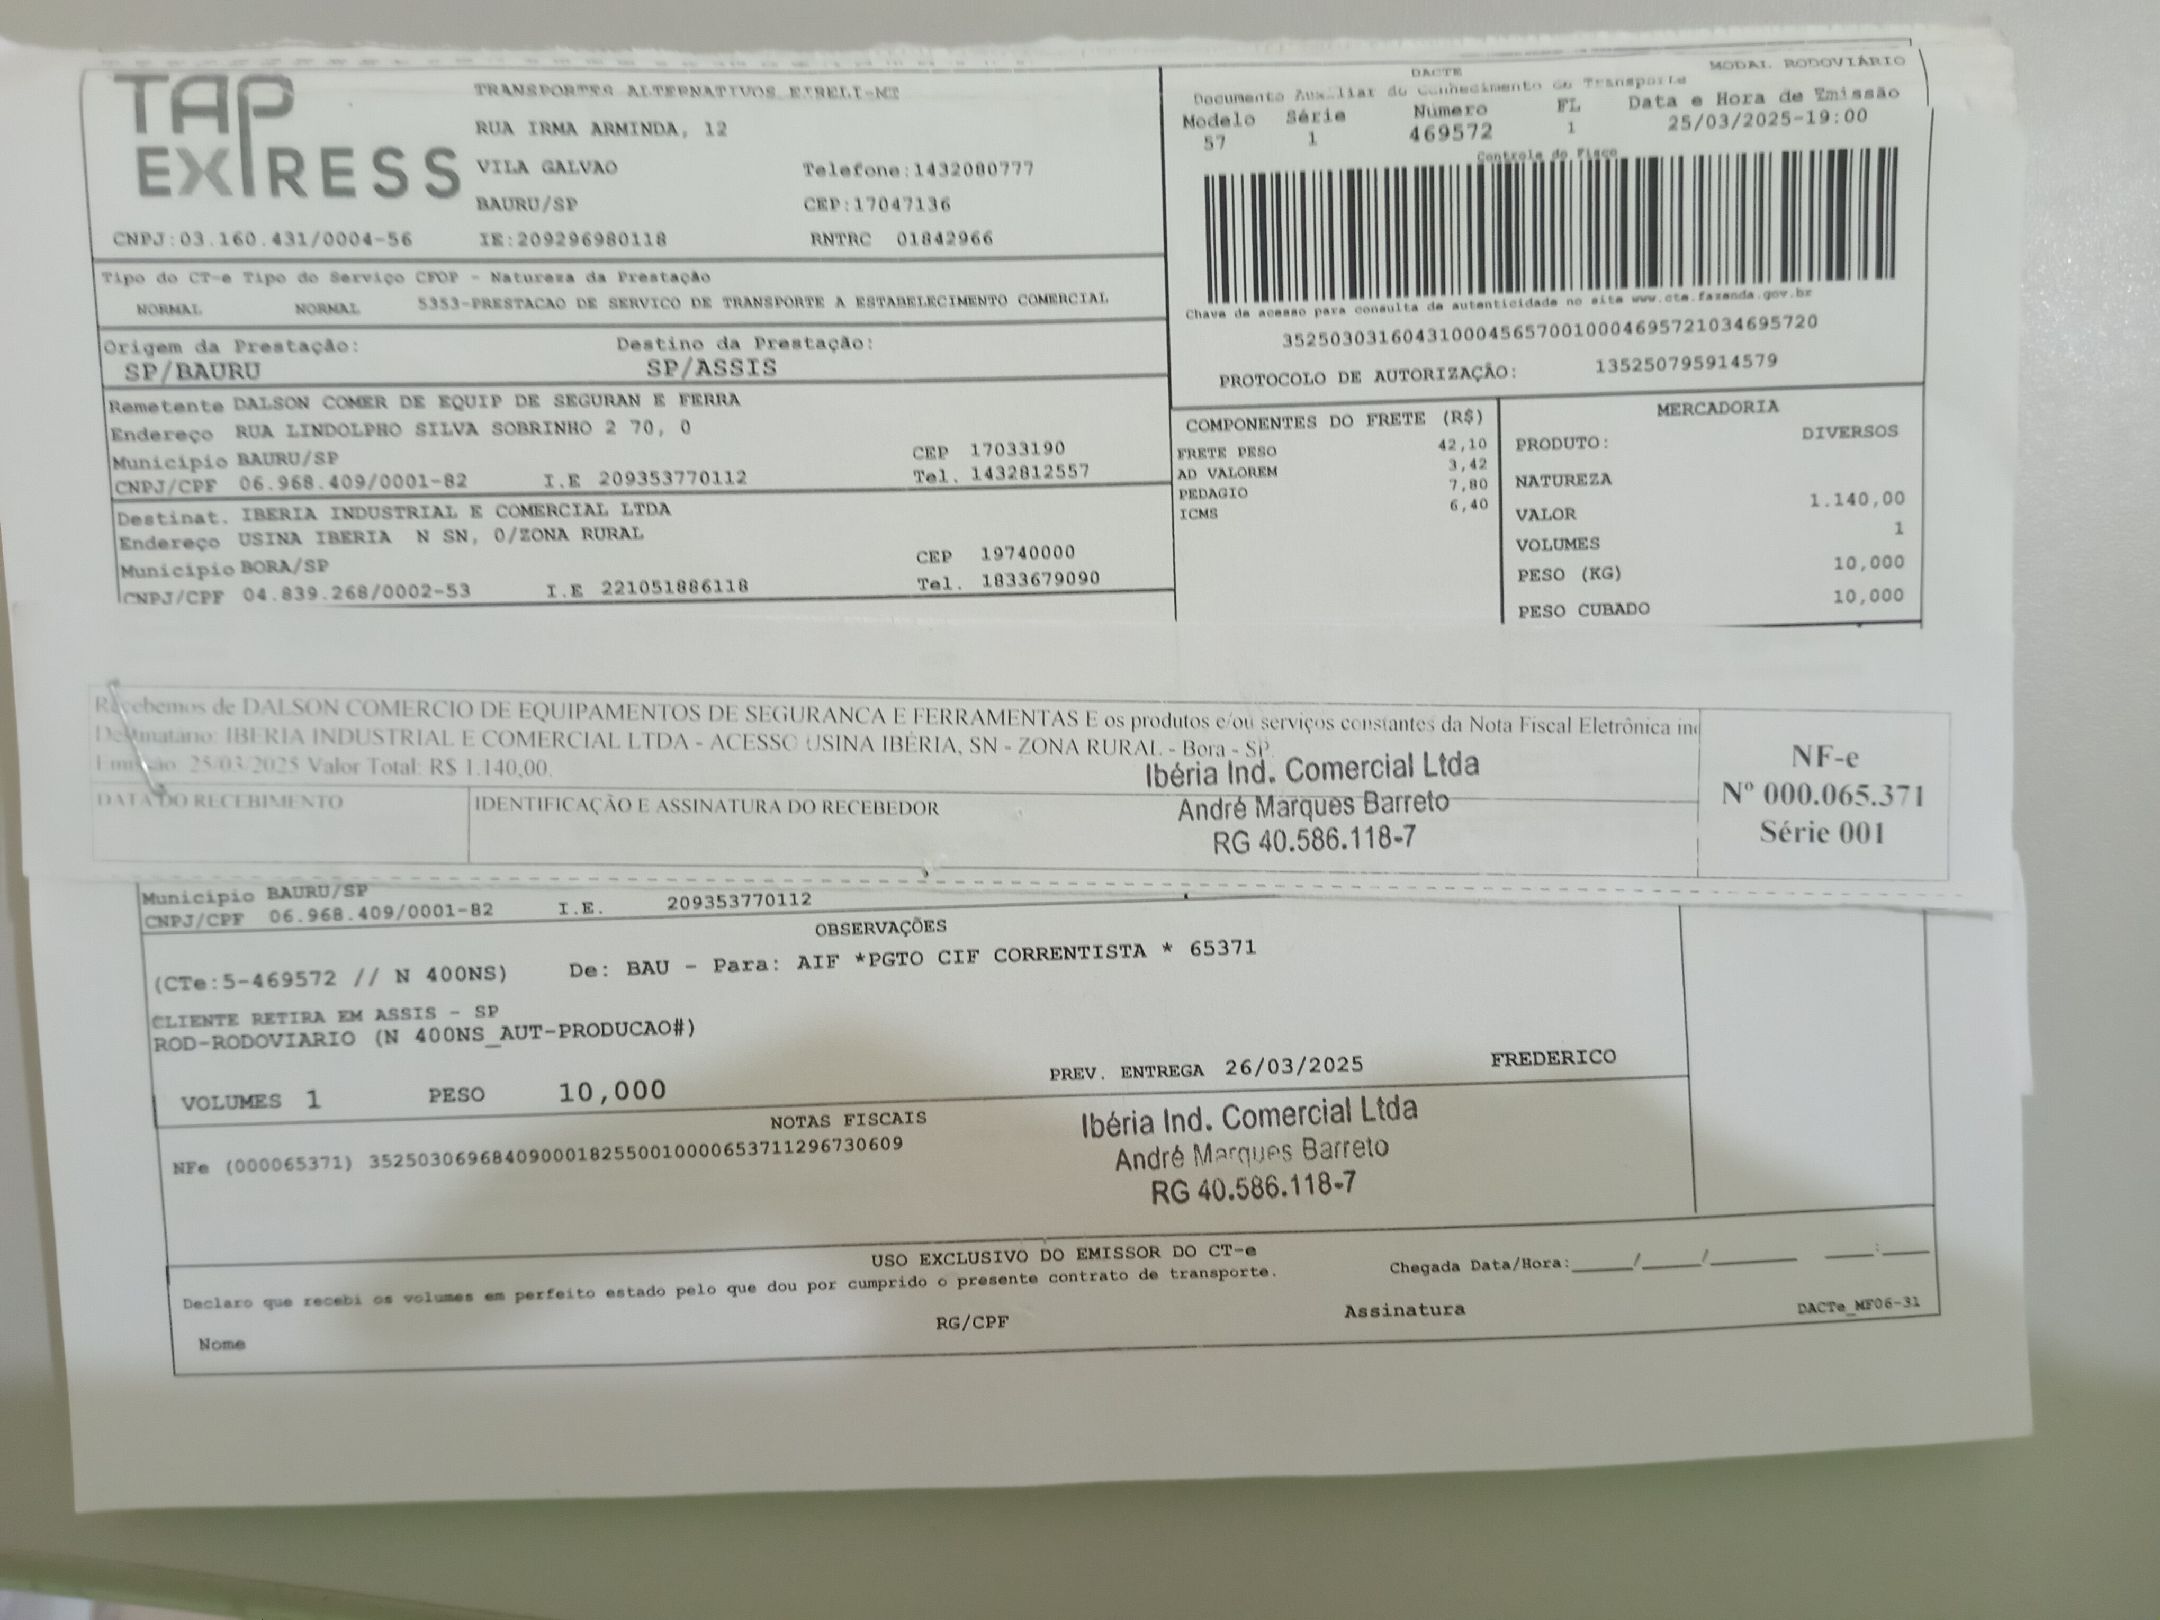 TAP EXPRESS
TRANSPORTES ALTERNATIVOS EIRELI-ME
RUA IRMA ARMINDA, 12
VILA GALVAO Telefone:1432080777
BAURU/SP CEP:17047136
CNPJ:03.160.431/0004-56 IE:209296980118 RNTRC 01842966
Tipo do CT-e Tipo do Serviço CFOP - Natureza da Prestação
NORMAL NORMAL 5353-PRESTACAO DE SERVICO DE TRANSPORTE A ESTABELECIMENTO COMERCIAL
Origem da Prestação: Destino da Prestação:
SP/BAURU SP/ASSIS
Remetente DALSON COMER DE EQUIP DE SEGURAN E FERRA
Endereço RUA LINDOLPHO SILVA SOBRINHO 2 70, 0
Município BAURU/SP CEP 17033190
CNPJ/CPF 06.968.409/0001-82 I.E 209353770112 Tel. 1432812557
Destinat. IBERIA INDUSTRIAL E COMERCIAL LTDA
Endereço USINA IBERIA N SN, 0/ZONA RURAL
Município BORA/SP CEP 19740000
CNPJ/CPF 04.839.268/0002-53 I.E 221051886118 Tel. 1833679090
DACTE MODAL RODOVIÁRIO
Documento Auxiliar do Conhecimento de Transporte
Modelo Série Número FL Data e Hora de Emissão
57 1 469572 1 25/03/2025-19:00
Controle do Fisco
Chave de acesso para consulta de autenticidade no site www.cte.fazenda.gov.br
35250303160431000456570010004695721034695720
PROTOCOLO DE AUTORIZAÇÃO: 135250795914579
COMPONENTES DO FRETE (R$)
FRETE PESO 42,10
AD VALOREM 3,42
PEDAGIO 7,80
ICMS 6,40
MERCADORIA
PRODUTO: DIVERSOS
NATUREZA
VALOR 1.140,00
VOLUMES 1
PESO (KG) 10,000
PESO CUBADO 10,000
Recebemos de DALSON COMERCIO DE EQUIPAMENTOS DE SEGURANCA E FERRAMENTAS E os produtos e/ou serviços constantes da Nota Fiscal Eletrônica ind
Destinatário: IBERIA INDUSTRIAL E COMERCIAL LTDA - ACESSO USINA IBÉRIA, SN - ZONA RURAL - Bora - SP.
Emissão: 25/03/2025 Valor Total: R$ 1.140,00.
DATA DO RECEBIMENTO IDENTIFICAÇÃO E ASSINATURA DO RECEBEDOR
Ibéria Ind. Comercial Ltda
André Marques Barreto
RG 40.586.118-7
NF-e
Nº 000.065.371
Série 001
Município BAURU/SP
CNPJ/CPF 06.968.409/0001-82 I.E. 209353770112
OBSERVAÇÕES
(CTe:5-469572 // N 400NS) De: BAU - Para: AIF *PGTO CIF CORRENTISTA * 65371
CLIENTE RETIRA EM ASSIS - SP
ROD-RODOVIARIO (N 400NS_AUT-PRODUCAO#)
PREV. ENTREGA 26/03/2025 FREDERICO
VOLUMES 1 PESO 10,000
NOTAS FISCAIS
NFe (000065371) 35250306968409000182550010000653711296730609
Ibéria Ind. Comercial Ltda
André Marques Barreto
RG 40.586.118-7
USO EXCLUSIVO DO EMISSOR DO CT-e
Declaro que recebi os volumes em perfeito estado pelo que dou por cumprido o presente contrato de transporte. Chegada Data/Hora:____/____/______ ___:___
Nome RG/CPF Assinatura DACTe_MF06-31